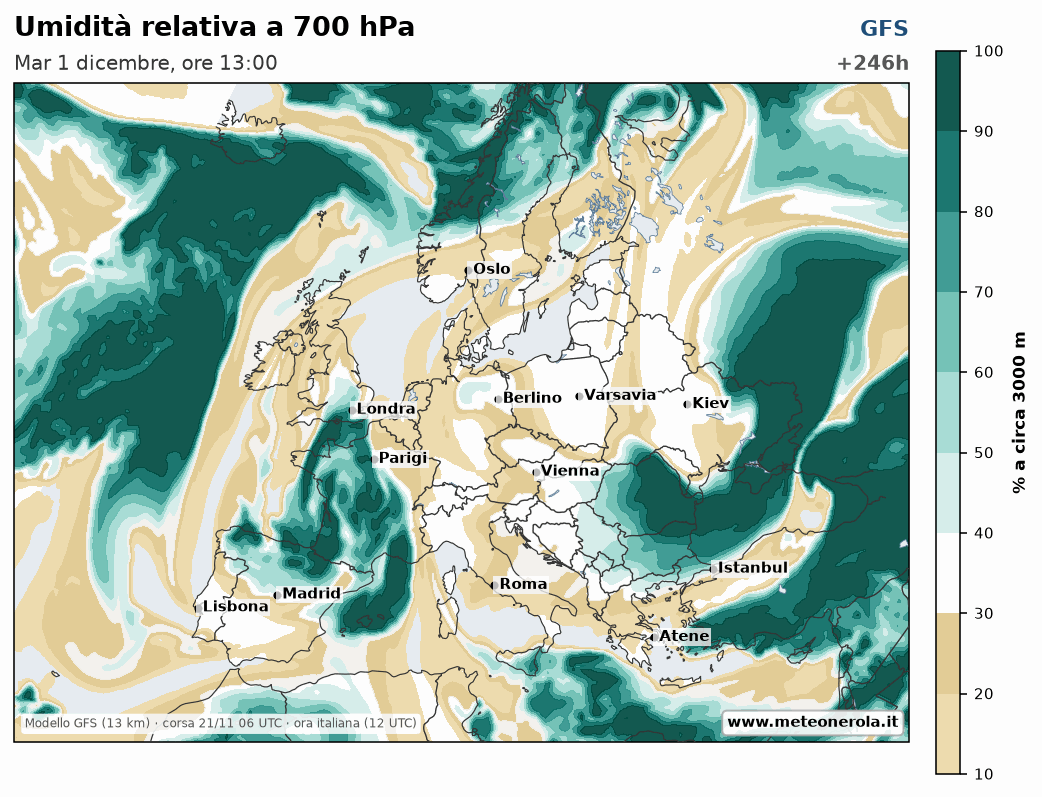 Umidità relativa a 700 hPa
GFS
Mar 1 dicembre, ore 13:00
+246h
100
90
80
70
60
50
40
30
20
10
% a circa 3000 m
Oslo
Berlino
Varsavia
Kiev
Londra
Parigi
Vienna
Istanbul
Roma
Madrid
Lisbona
Atene
Modello GFS (13 km) · corsa 21/11 06 UTC · ora italiana (12 UTC)
www.meteonerola.it